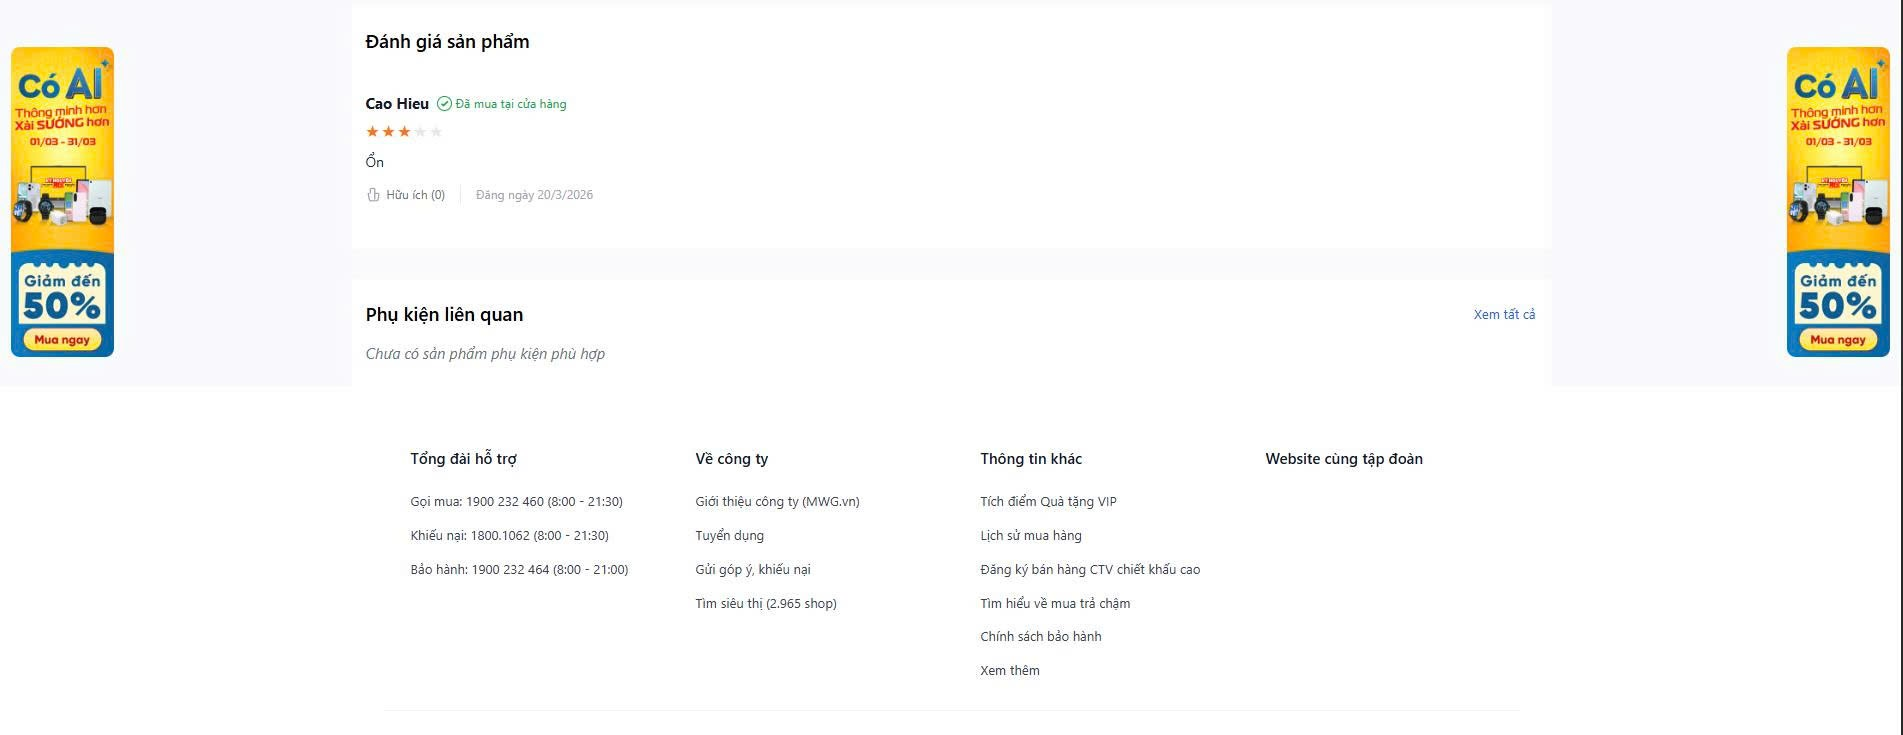 Có AI
Thông minh hơn
Xài SƯỚNG hơn
01/03 - 31/03
Giảm đến
50%
Mua ngay
Đánh giá sản phẩm
Cao Hieu Đã mua tại cửa hàng
Ổn
Hữu ích (0) Đăng ngày 20/3/2026
Phụ kiện liên quan Xem tất cả
Chưa có sản phẩm phụ kiện phù hợp
Tổng đài hỗ trợ
Gọi mua: 1900 232 460 (8:00 - 21:30)
Khiếu nại: 1800.1062 (8:00 - 21:30)
Bảo hành: 1900 232 464 (8:00 - 21:00)
Về công ty
Giới thiệu công ty (MWG.vn)
Tuyển dụng
Gửi góp ý, khiếu nại
Tìm siêu thị (2.965 shop)
Thông tin khác
Tích điểm Quà tặng VIP
Lịch sử mua hàng
Đăng ký bán hàng CTV chiết khấu cao
Tìm hiểu về mua trả chậm
Chính sách bảo hành
Xem thêm
Website cùng tập đoàn
Có AI
Thông minh hơn
Xài SƯỚNG hơn
01/03 - 31/03
Giảm đến
50%
Mua ngay